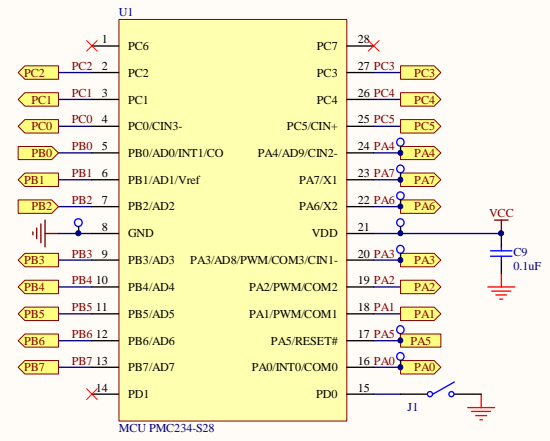 U1
1 PC6 PC7 28
PC2 PC2 2 PC2 PC3 27 PC3 PC3
PC1 PC1 3 PC1 PC4 26 PC4 PC4
PC0 PC0 4 PC0/CIN3- PC5/CIN+ 25 PC5 PC5
PB0 PB0 5 PB0/AD0/INT1/CO PA4/AD9/CIN2- 24 PA4 PA4
PB1 PB1 6 PB1/AD1/Vref PA7/X1 23 PA7 PA7
PB2 PB2 7 PB2/AD2 PA6/X2 22 PA6 PA6
8 GND VDD 21 VCC
PB3 PB3 9 PB3/AD3 PA3/AD8/PWM/COM3/CIN1- 20 PA3 PA3 C9
0.1uF
PB4 PB4 10 PB4/AD4 PA2/PWM/COM2 19 PA2 PA2
PB5 PB5 11 PB5/AD5 PA1/PWM/COM1 18 PA1 PA1
PB6 PB6 12 PB6/AD6 PA5/RESET# 17 PA5 PA5
PB7 PB7 13 PB7/AD7 PA0/INT0/COM0 16 PA0 PA0
14 PD1 PD0 15
J1
MCU PMC234-S28